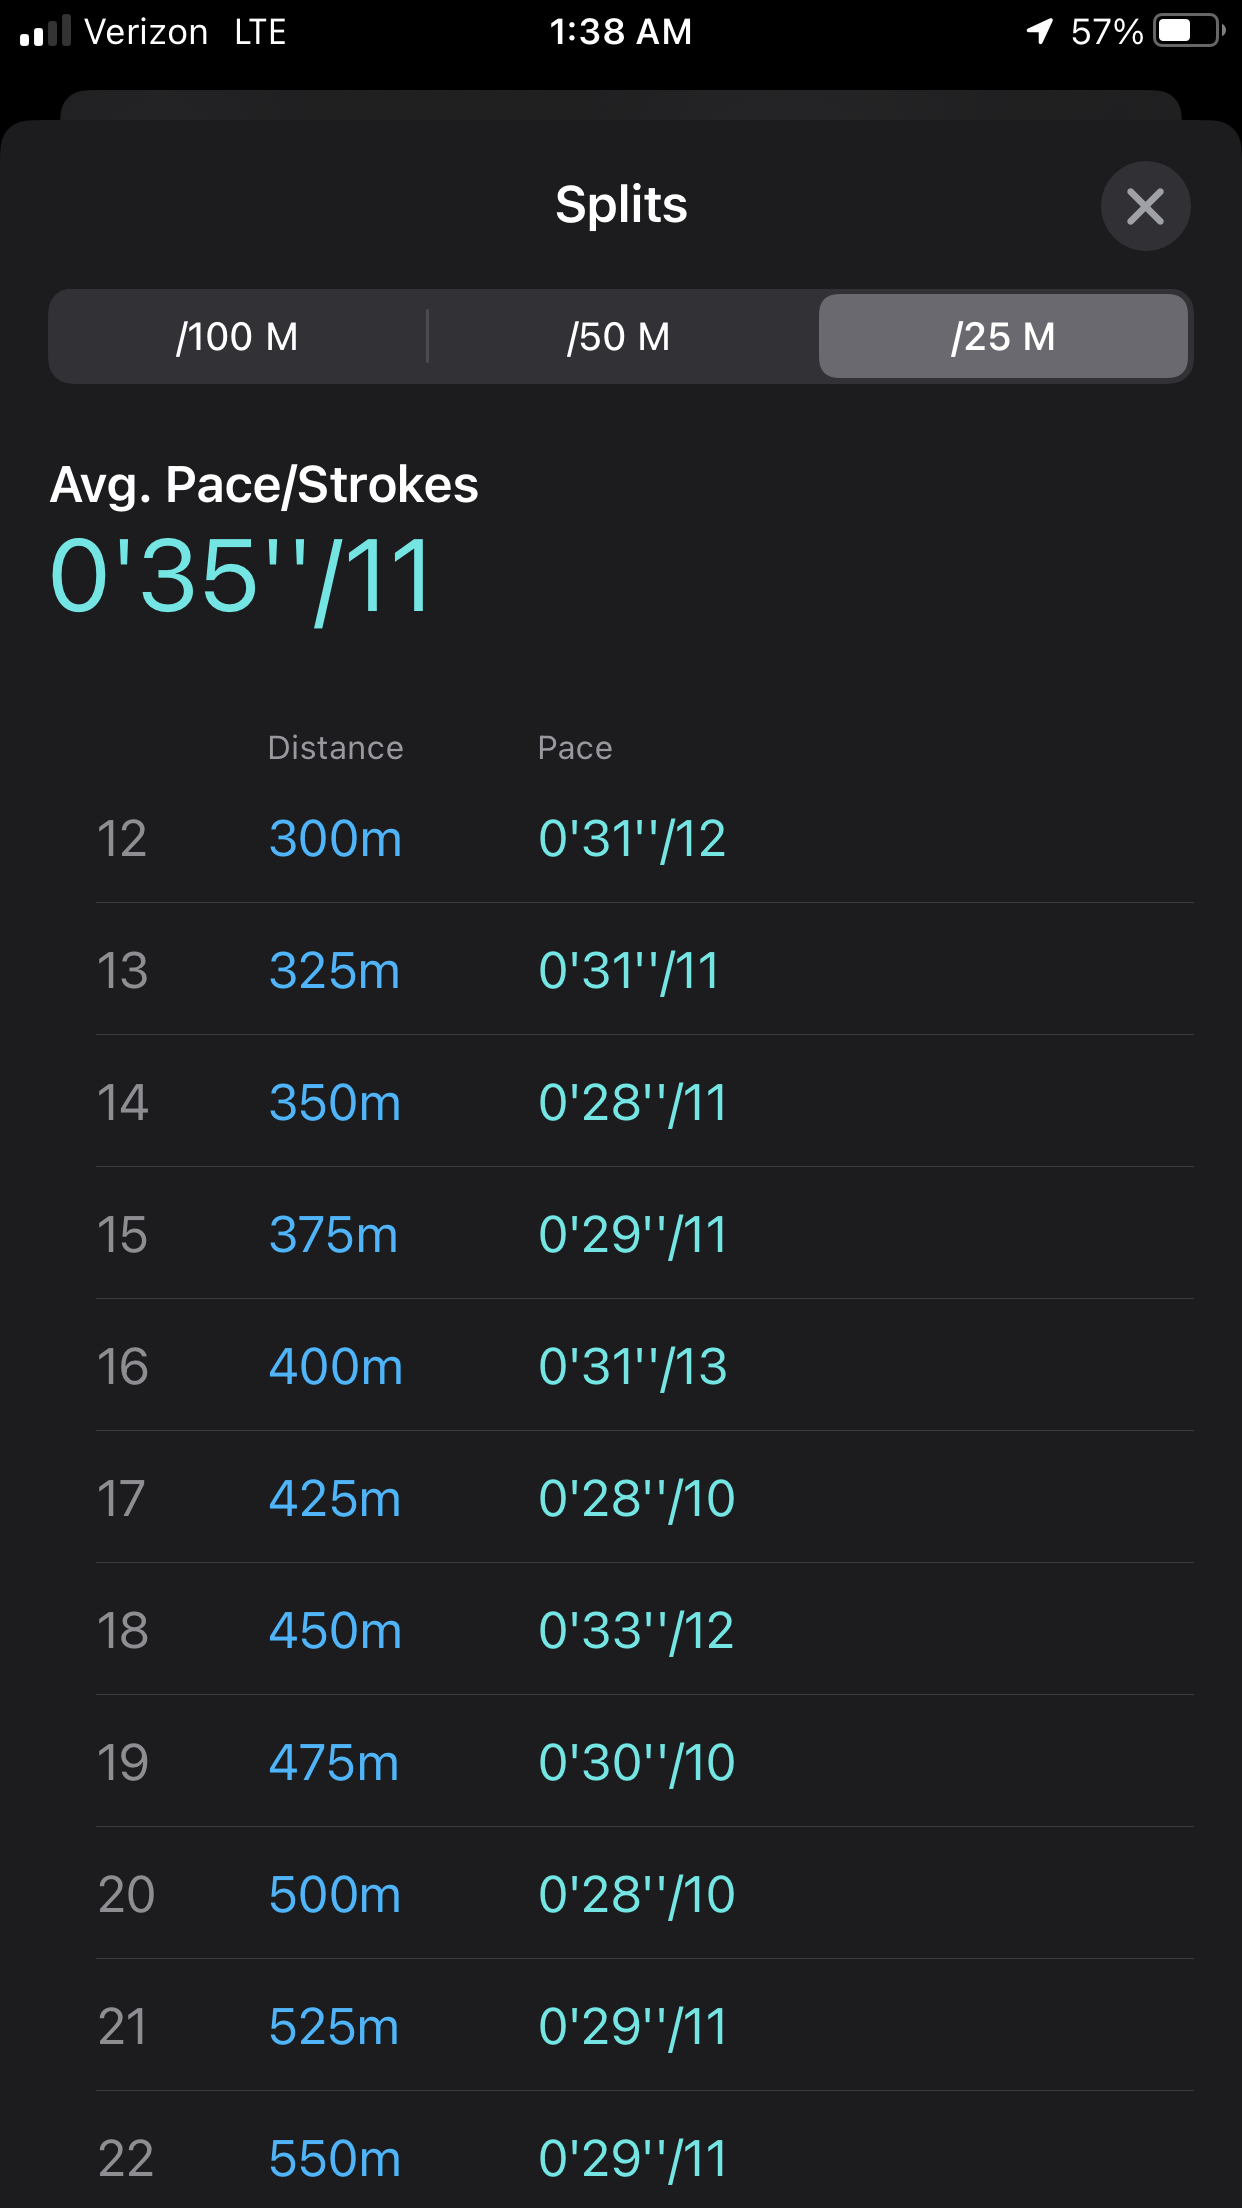 Verizon LTE 1:38 AM 57%
Splits
/100 M /50 M /25 M
Avg. Pace/Strokes
0'35''/11
Distance Pace
12 300m 0'31''/12
13 325m 0'31''/11
14 350m 0'28''/11
15 375m 0'29''/11
16 400m 0'31''/13
17 425m 0'28''/10
18 450m 0'33''/12
19 475m 0'30''/10
20 500m 0'28''/10
21 525m 0'29''/11
22 550m 0'29''/11